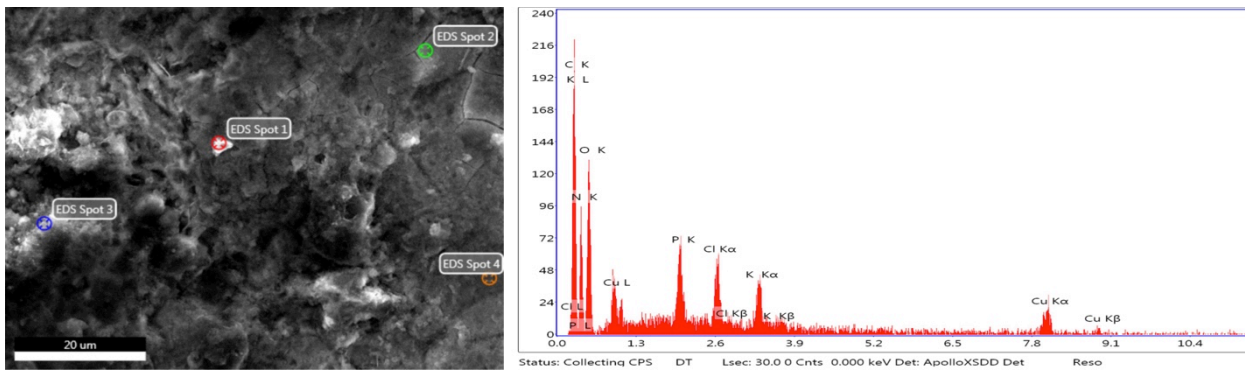 EDS Spot 2
EDS Spot 1
EDS Spot 3
EDS Spot 4
20 um
240
216
192
168
144
120
96
72
48
24
0
C K
K L
O K
N K
P K
Cl Kα
K Kα
Cu L
Cl L
Cl Kβ
K Kβ
P L
Cu Kα
Cu Kβ
0.0 1.3 2.6 3.9 5.2 6.5 7.8 9.1 10.4
Status: Collecting CPS DT Lsec: 30.0 0 Cnts 0.000 keV Det: ApolloXSDD Det Reso